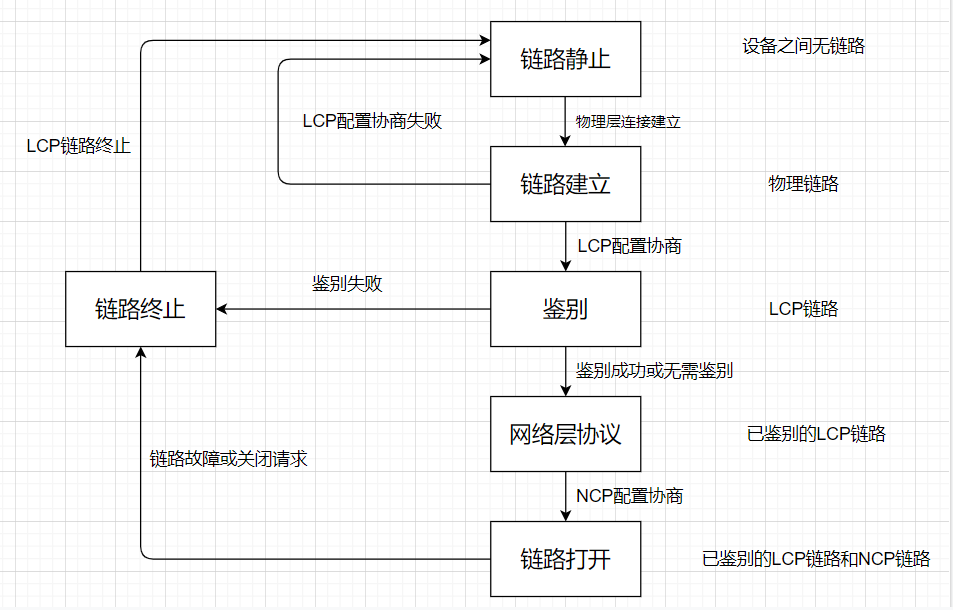 链路静止
设备之间无链路
LCP配置协商失败
物理层连接建立
LCP链路终止
链路建立
物理链路
LCP配置协商
鉴别失败
链路终止
鉴别
LCP链路
鉴别成功或无需鉴别
网络层协议
已鉴别的LCP链路
链路故障或关闭请求
NCP配置协商
链路打开
已鉴别的LCP链路和NCP链路